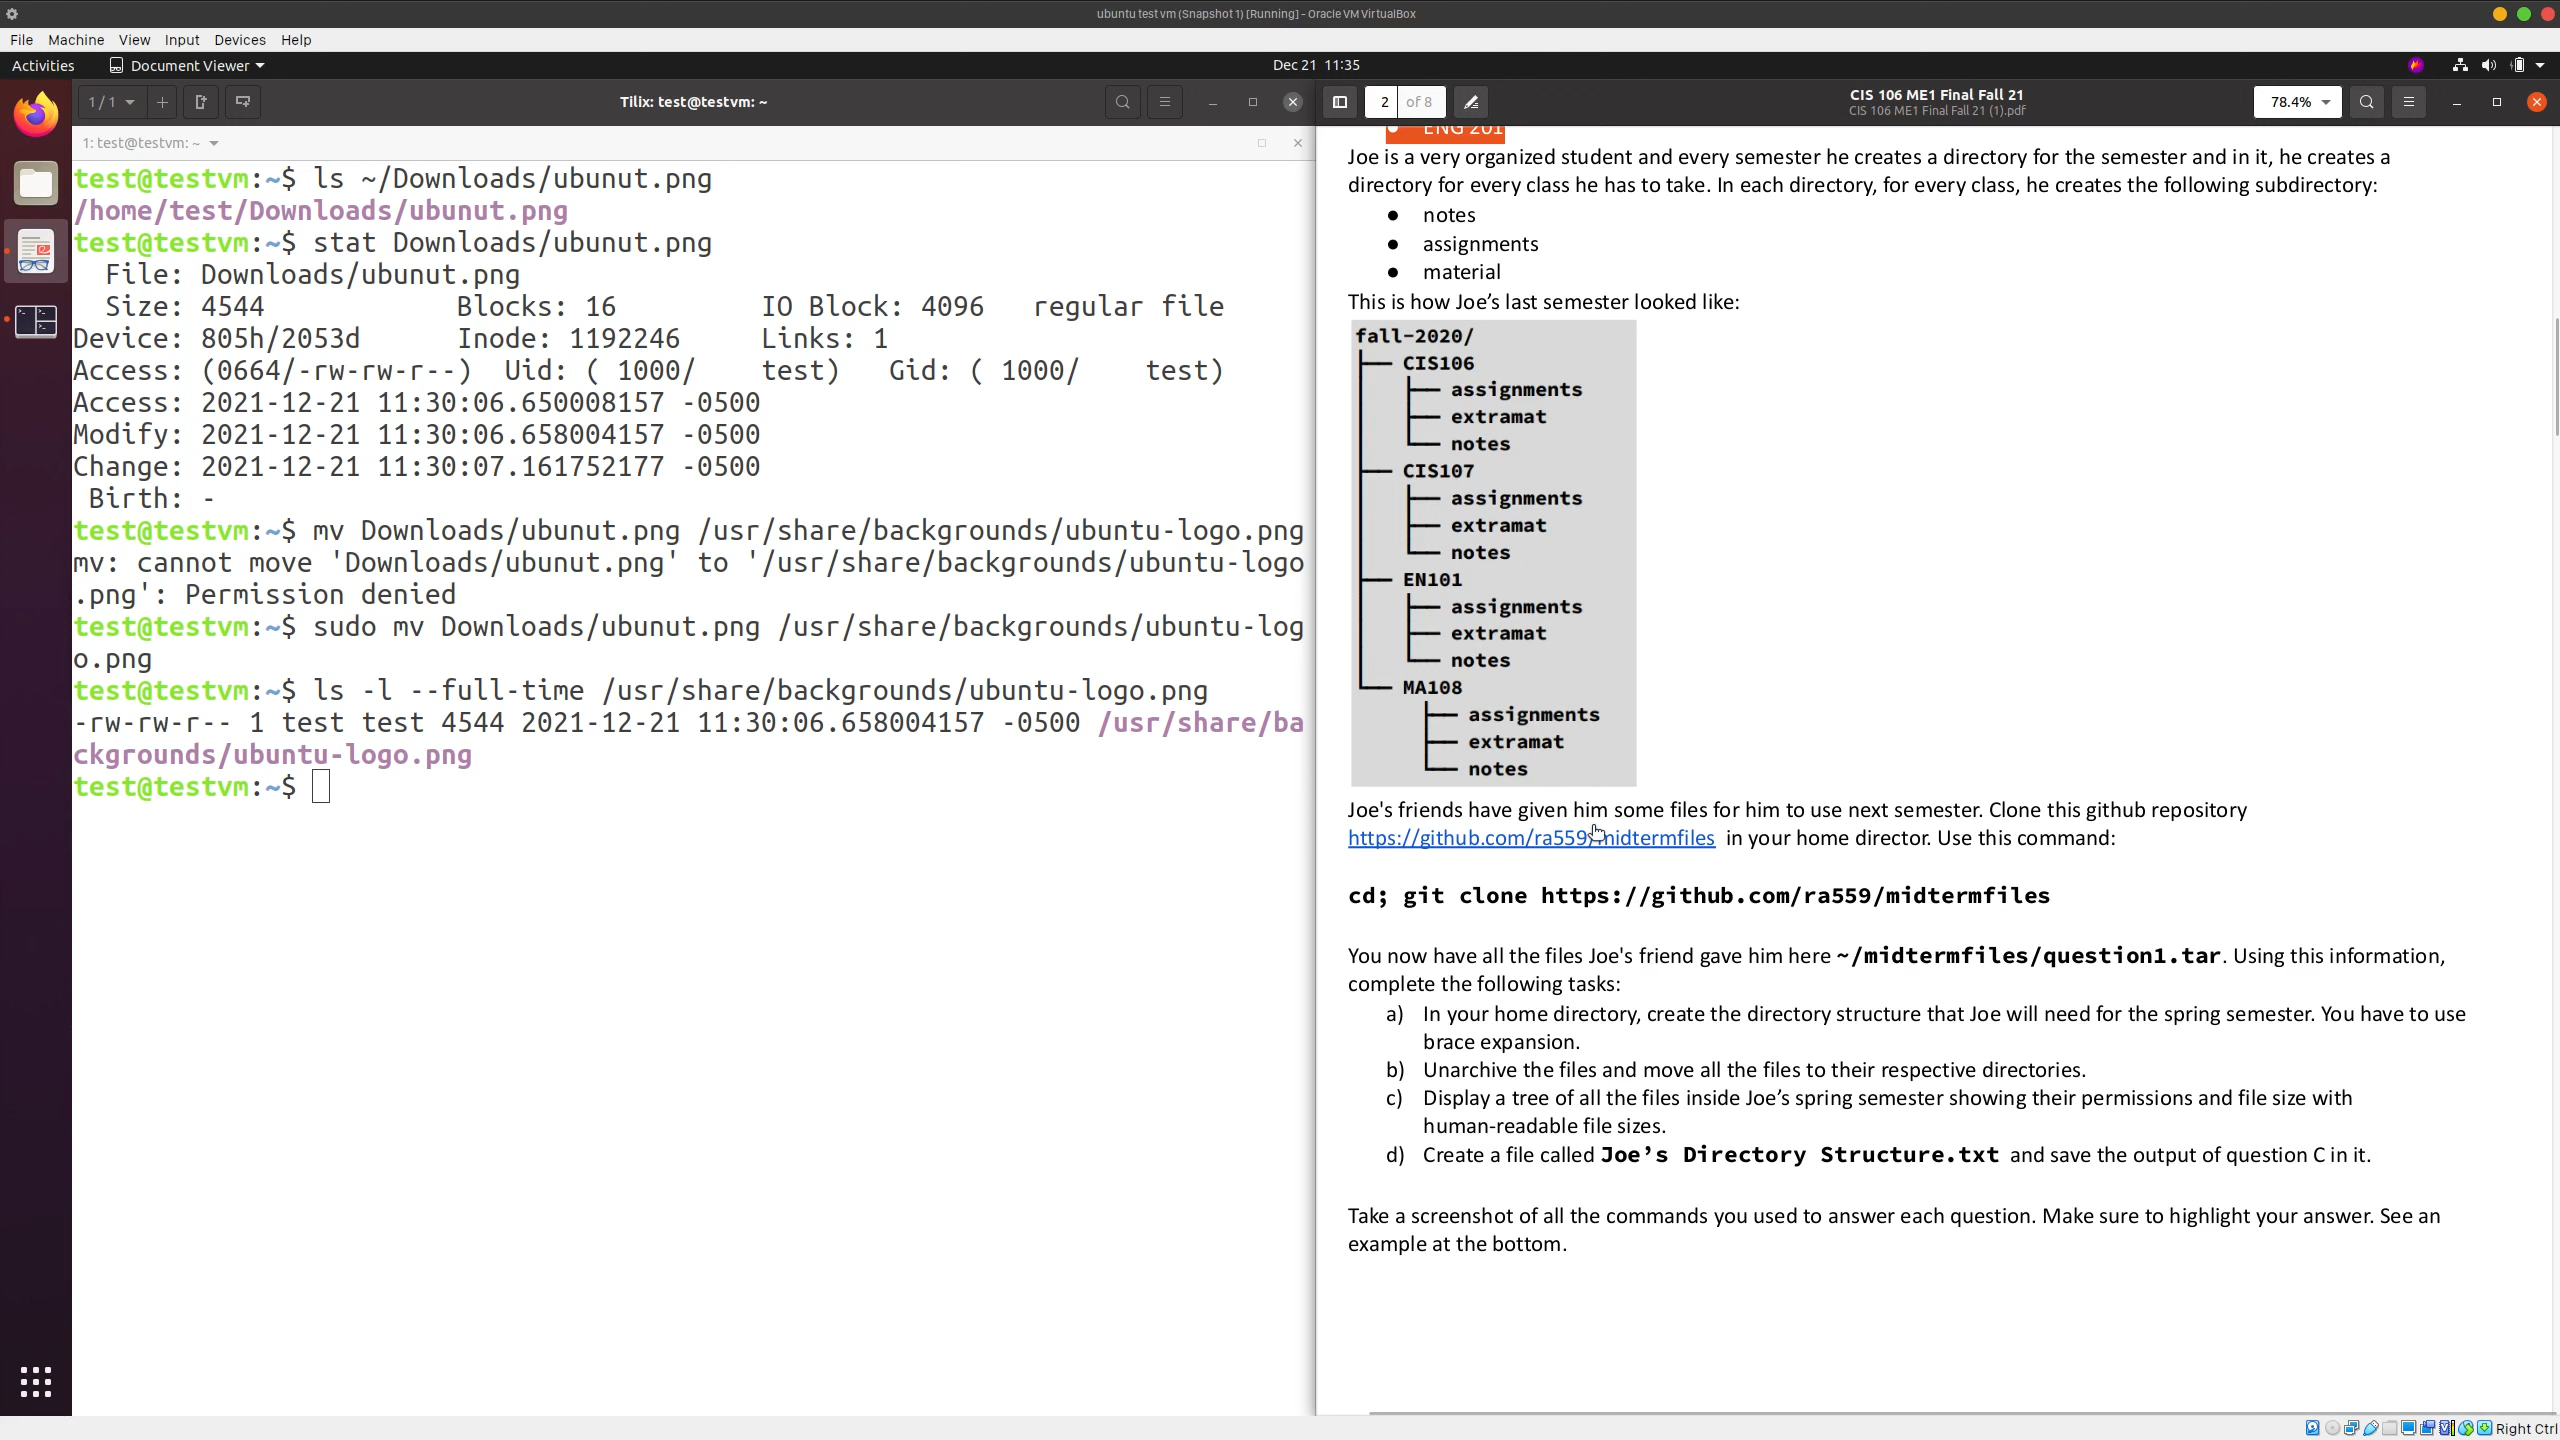 ubuntu test vm (Snapshot 1) [Running] - Oracle VM VirtualBox
File Machine View Input Devices Help
Activities Document Viewer Dec 21 11:35
1 / 1 Tilix: test@testvm: ~
1: test@testvm: ~
test@testvm:~$ ls ~/Downloads/ubunut.png
/home/test/Downloads/ubunut.png
test@testvm:~$ stat Downloads/ubunut.png
File: Downloads/ubunut.png
Size: 4544 Blocks: 16 IO Block: 4096 regular file
Device: 805h/2053d Inode: 1192246 Links: 1
Access: (0664/-rw-rw-r--) Uid: ( 1000/ test) Gid: ( 1000/ test)
Access: 2021-12-21 11:30:06.650008157 -0500
Modify: 2021-12-21 11:30:06.658004157 -0500
Change: 2021-12-21 11:30:07.161752177 -0500
Birth: -
test@testvm:~$ mv Downloads/ubunut.png /usr/share/backgrounds/ubuntu-logo.png
mv: cannot move 'Downloads/ubunut.png' to '/usr/share/backgrounds/ubuntu-logo
.png': Permission denied
test@testvm:~$ sudo mv Downloads/ubunut.png /usr/share/backgrounds/ubuntu-log
o.png
test@testvm:~$ ls -l --full-time /usr/share/backgrounds/ubuntu-logo.png
-rw-rw-r-- 1 test test 4544 2021-12-21 11:30:06.658004157 -0500 /usr/share/ba
ckgrounds/ubuntu-logo.png
test@testvm:~$
2 of 8 CIS 106 ME1 Final Fall 21 78.4%
CIS 106 ME1 Final Fall 21 (1).pdf
● ENG 201
Joe is a very organized student and every semester he creates a directory for the semester and in it, he creates a
directory for every class he has to take. In each directory, for every class, he creates the following subdirectory:
● notes
● assignments
● material
This is how Joe’s last semester looked like:
fall-2020/
├── CIS106
│ ├── assignments
│ ├── extramat
│ └── notes
├── CIS107
│ ├── assignments
│ ├── extramat
│ └── notes
├── EN101
│ ├── assignments
│ ├── extramat
│ └── notes
└── MA108
├── assignments
├── extramat
└── notes
Joe's friends have given him some files for him to use next semester. Clone this github repository
https://github.com/ra559/midtermfiles in your home director. Use this command:
cd; git clone https://github.com/ra559/midtermfiles
You now have all the files Joe's friend gave him here ~/midtermfiles/question1.tar. Using this information,
complete the following tasks:
a) In your home directory, create the directory structure that Joe will need for the spring semester. You have to use
brace expansion.
b) Unarchive the files and move all the files to their respective directories.
c) Display a tree of all the files inside Joe’s spring semester showing their permissions and file size with
human-readable file sizes.
d) Create a file called Joe’s Directory Structure.txt and save the output of question C in it.
Take a screenshot of all the commands you used to answer each question. Make sure to highlight your answer. See an
example at the bottom.
Right Ctrl